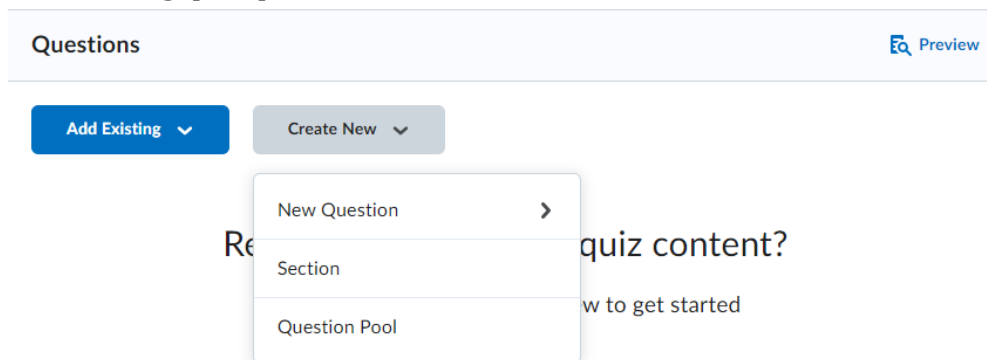 Questions
Preview
Add Existing
Create New
New Question
Re quiz content?
Section
w to get started
Question Pool